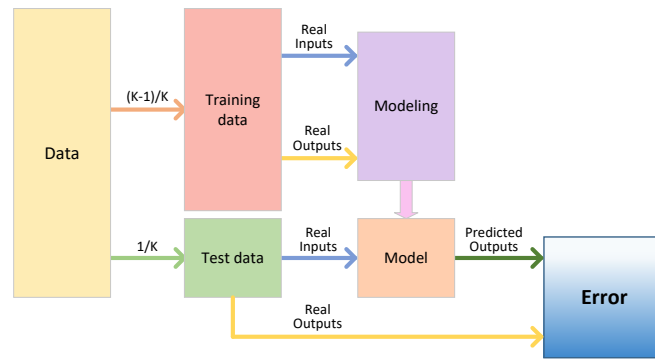 Data
(K-1)/K
Training
data
Real
Inputs
Real
Outputs
Modeling
1/K
Test data
Real
Inputs
Model
Predicted
Outputs
Real
Outputs
Error